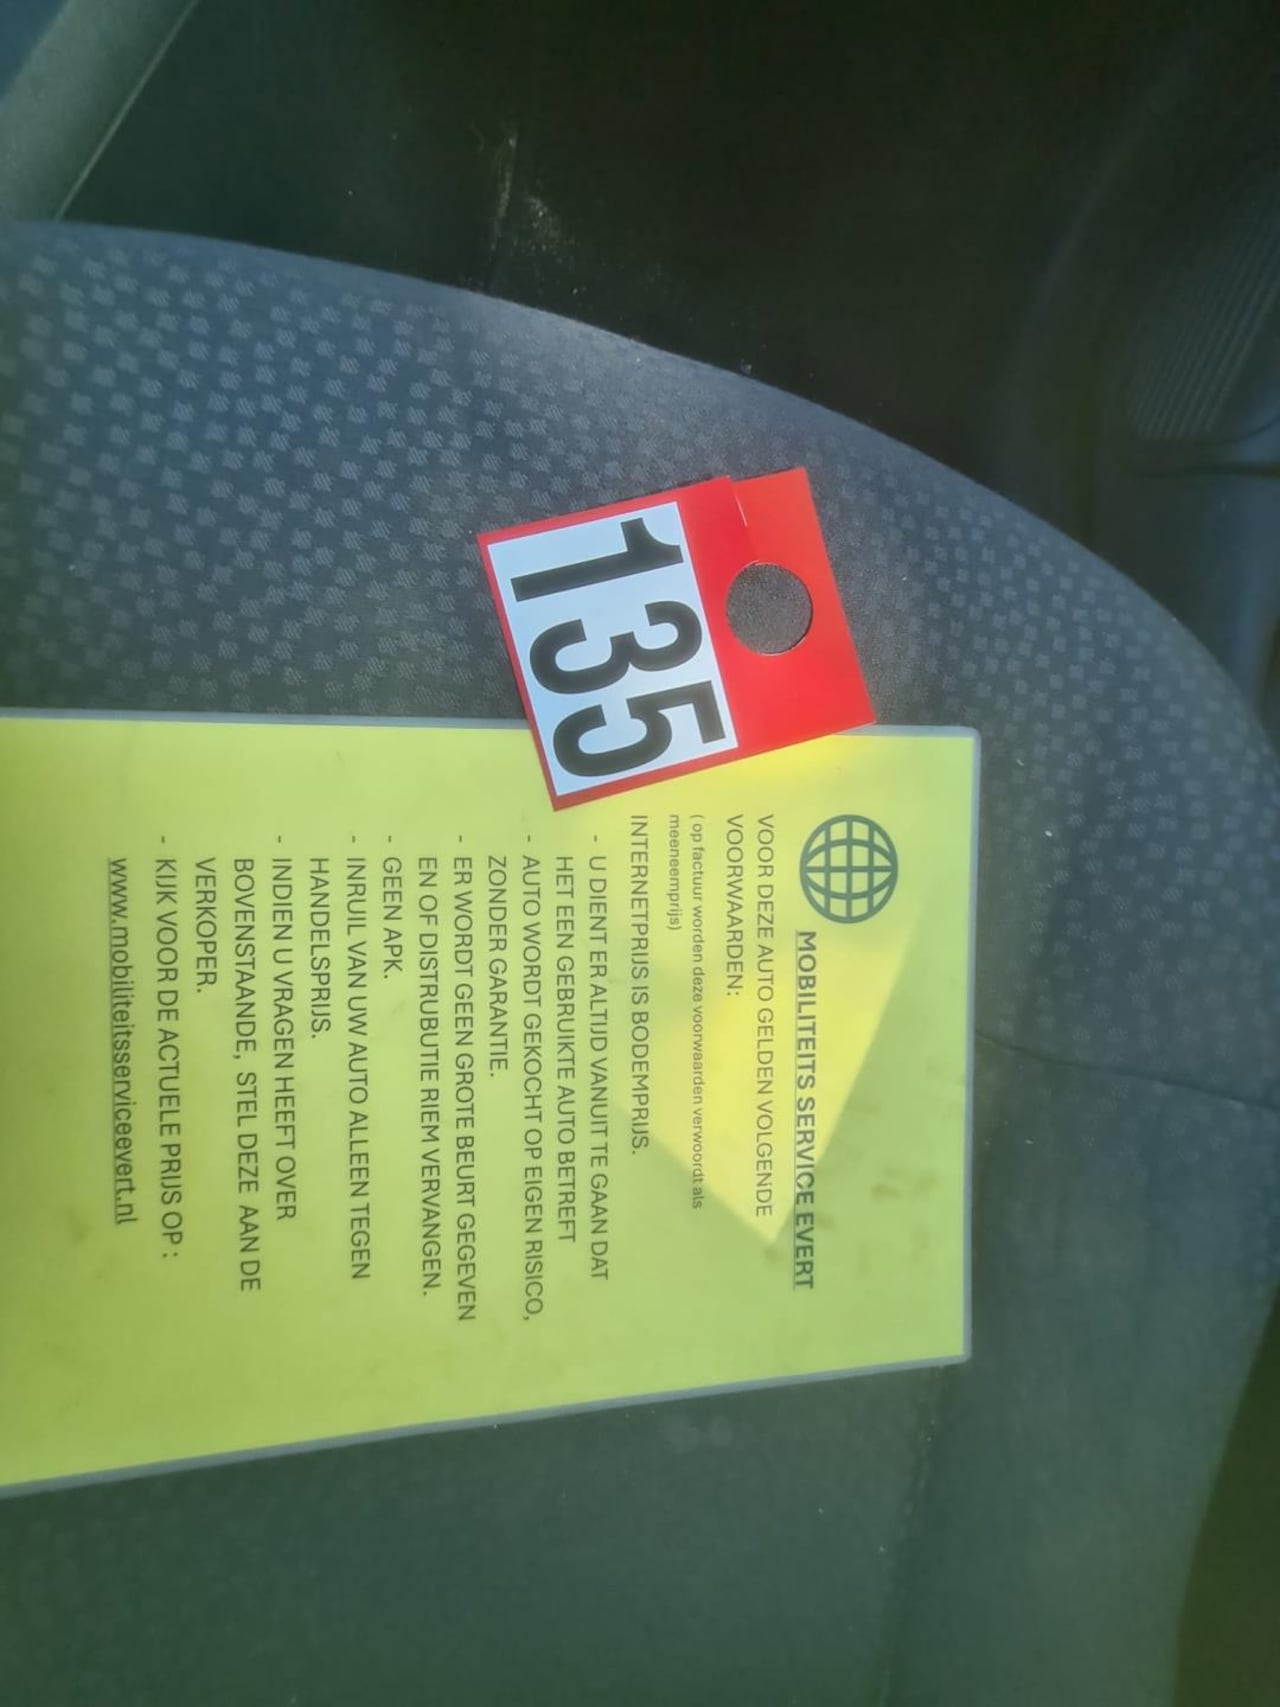 135
MOBILITEITS SERVICE EVERT
VOOR DEZE AUTO GELDEN VOLGENDE
VOORWAARDEN:
(op factuur worden deze voorwaarden verwoordt als
meeneemprijs)
INTERNETPRIJS IS BODEMPRIJS.
- U DIENT ER ALTIJD VANUIT TE GAAN DAT
HET EEN GEBRUIKTE AUTO BETREFT
- AUTO WORDT GEKOCHT OP EIGEN RISICO,
ZONDER GARANTIE.
- ER WORDT GEEN GROTE BEURT GEGEVEN
EN OF DISTRUBUTIE RIEM VERVANGEN.
- GEEN APK.
- INRUIL VAN UW AUTO ALLEEN TEGEN
HANDELSPRIJS.
- INDIEN U VRAGEN HEEFT OVER
BOVENSTAANDE, STEL DEZE AAN DE
VERKOPER.
- KIJK VOOR DE ACTUELE PRIJS OP :
www.mobiliteitsserviceevert.nl